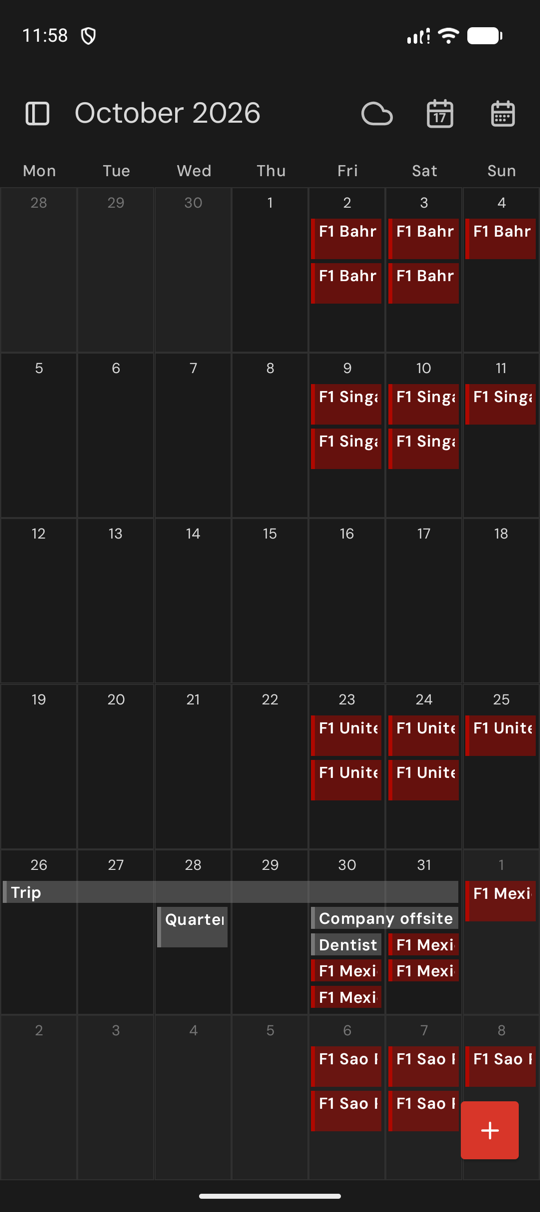 11:58
October 2026
17
Mon Tue Wed Thu Fri Sat Sun
28 29 30 1 2 3 4
F1 Bahr F1 Bahr F1 Bahr
F1 Bahr F1 Bahr
5 6 7 8 9 10 11
F1 Singa F1 Singa F1 Singa
F1 Singa F1 Singa
12 13 14 15 16 17 18
19 20 21 22 23 24 25
F1 Unite F1 Unite F1 Unite
F1 Unite F1 Unite
26 27 28 29 30 31 1
Trip F1 Mexi
Quarter Company offsite
Dentist F1 Mexi
F1 Mexi F1 Mexi
F1 Mexi
2 3 4 5 6 7 8
F1 Sao F1 Sao F1 Sao
F1 Sao F1 Sao